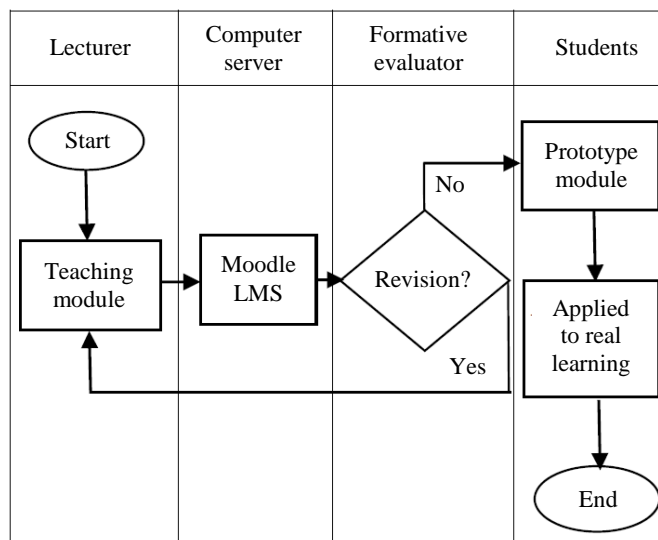 Lecturer
Computer
server
Formative
evaluator
Students
Start
Teaching
module
Moodle
LMS
Revision?
No
Yes
Prototype
module
Applied
to real
learning
End